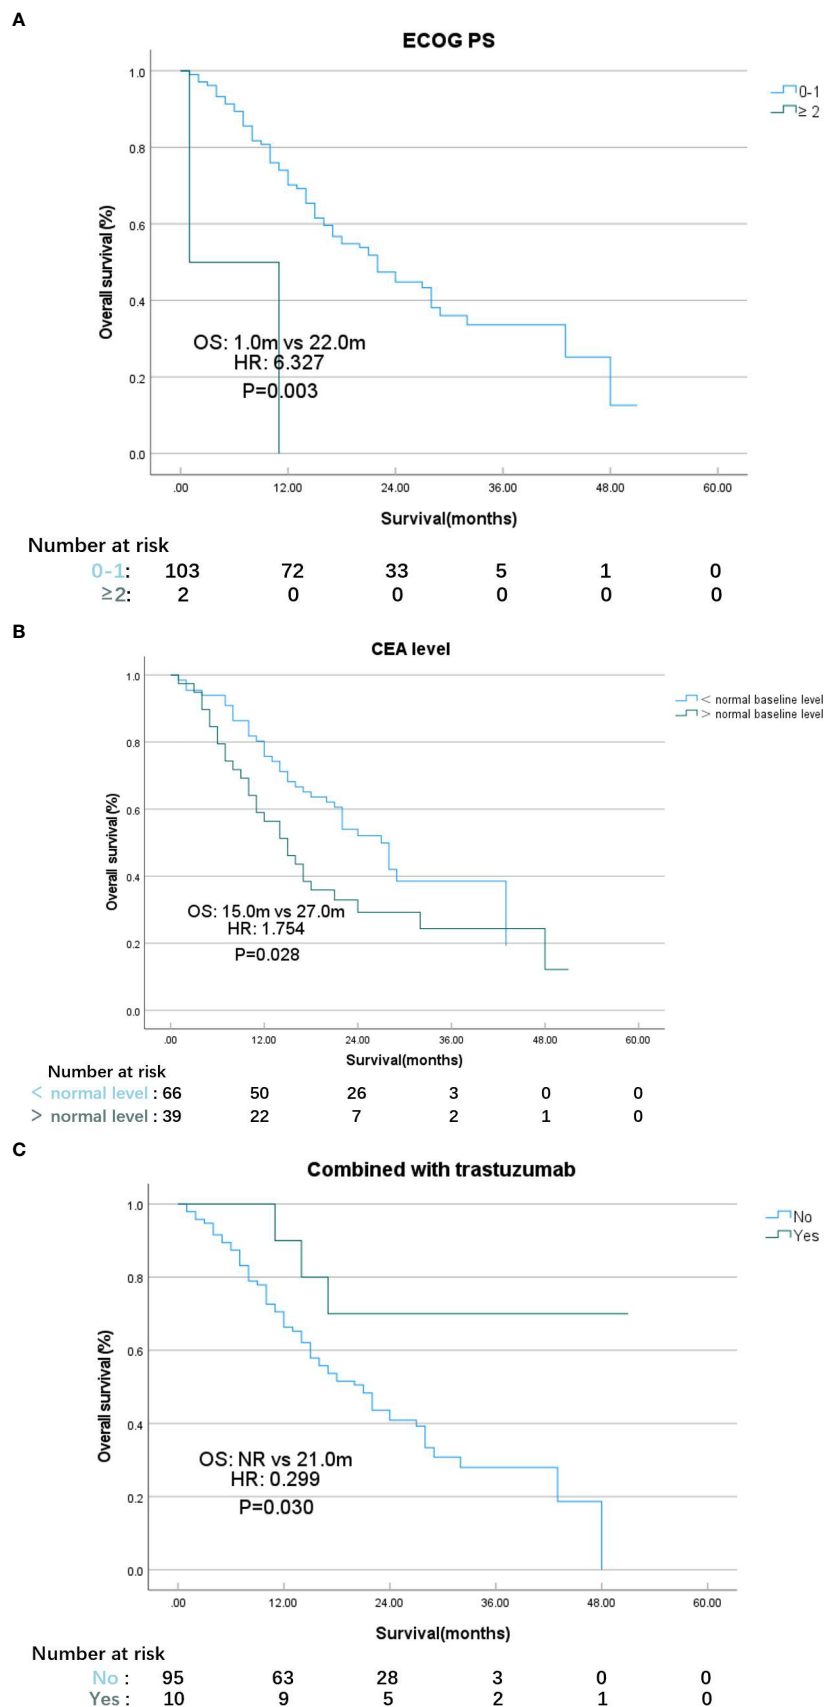 A
ECOG PS
0-1
≥ 2
1.0
0.8
0.6
0.4
0.2
0.0
Overall survival (%)
OS: 1.0m vs 22.0m
HR: 6.327
P=0.003
.00 12.00 24.00 36.00 48.00 60.00
Survival(months)
Number at risk
0-1: 103 72 33 5 1 0
≥2: 2 0 0 0 0 0
B
CEA level
< normal baseline level
> normal baseline level
1.0
0.8
0.6
0.4
0.2
0.0
Overall survival (%)
OS: 15.0m vs 27.0m
HR: 1.754
P=0.028
.00 12.00 24.00 36.00 48.00 60.00
Survival(months)
Number at risk
< normal level : 66 50 26 3 0 0
> normal level : 39 22 7 2 1 0
C
Combined with trastuzumab
No
Yes
1.0
0.8
0.6
0.4
0.2
0.0
Overall survival (%)
OS: NR vs 21.0m
HR: 0.299
P=0.030
.00 12.00 24.00 36.00 48.00 60.00
Survival(months)
Number at risk
No : 95 63 28 3 0 0
Yes : 10 9 5 2 1 0